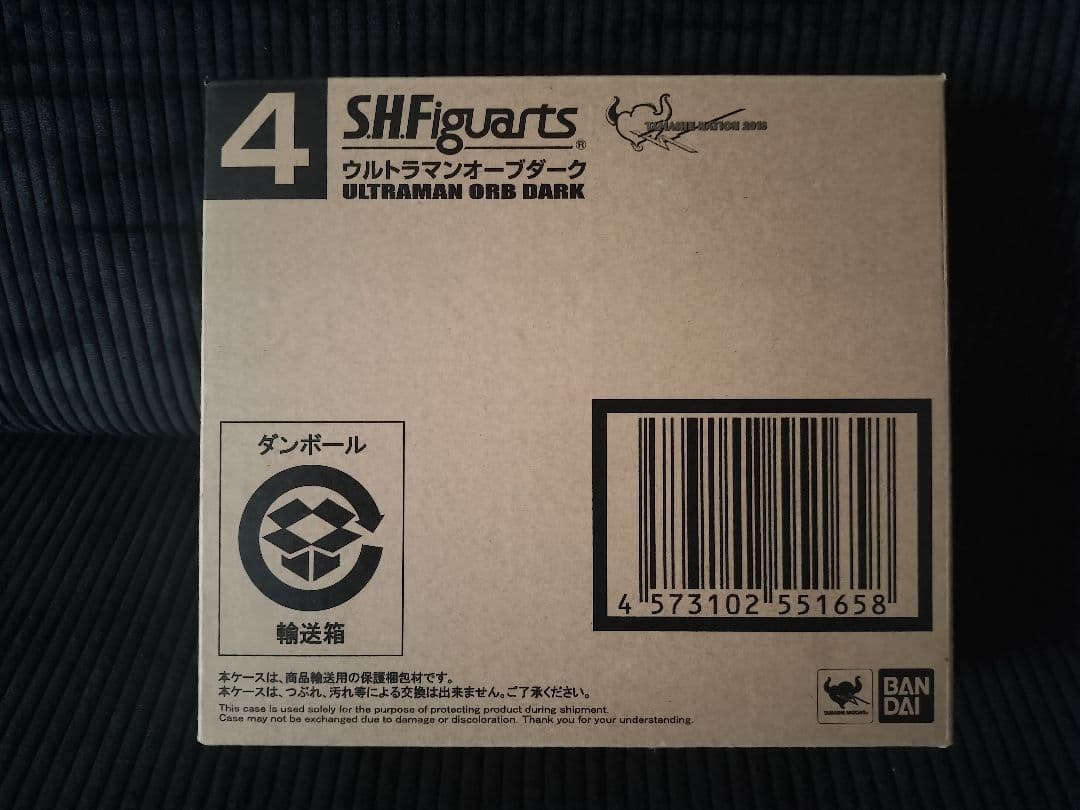 4
S.H.Figuarts®
TAMASHII NATION 2018
ウルトラマンオーブダーク
ULTRAMAN ORB DARK
ダンボール
輸送箱
4 573102 551658
本ケースは、商品輸送用の保護梱包材です。
本ケースは、つぶれ、汚れ等による交換は出来ません。ご了承ください。
This case is used solely for the purpose of protecting product during shipment.
Case may not be exchanged due to damage or discoloration. Thank you for your understanding.
TAMASHII NATIONS
BAN
DAI